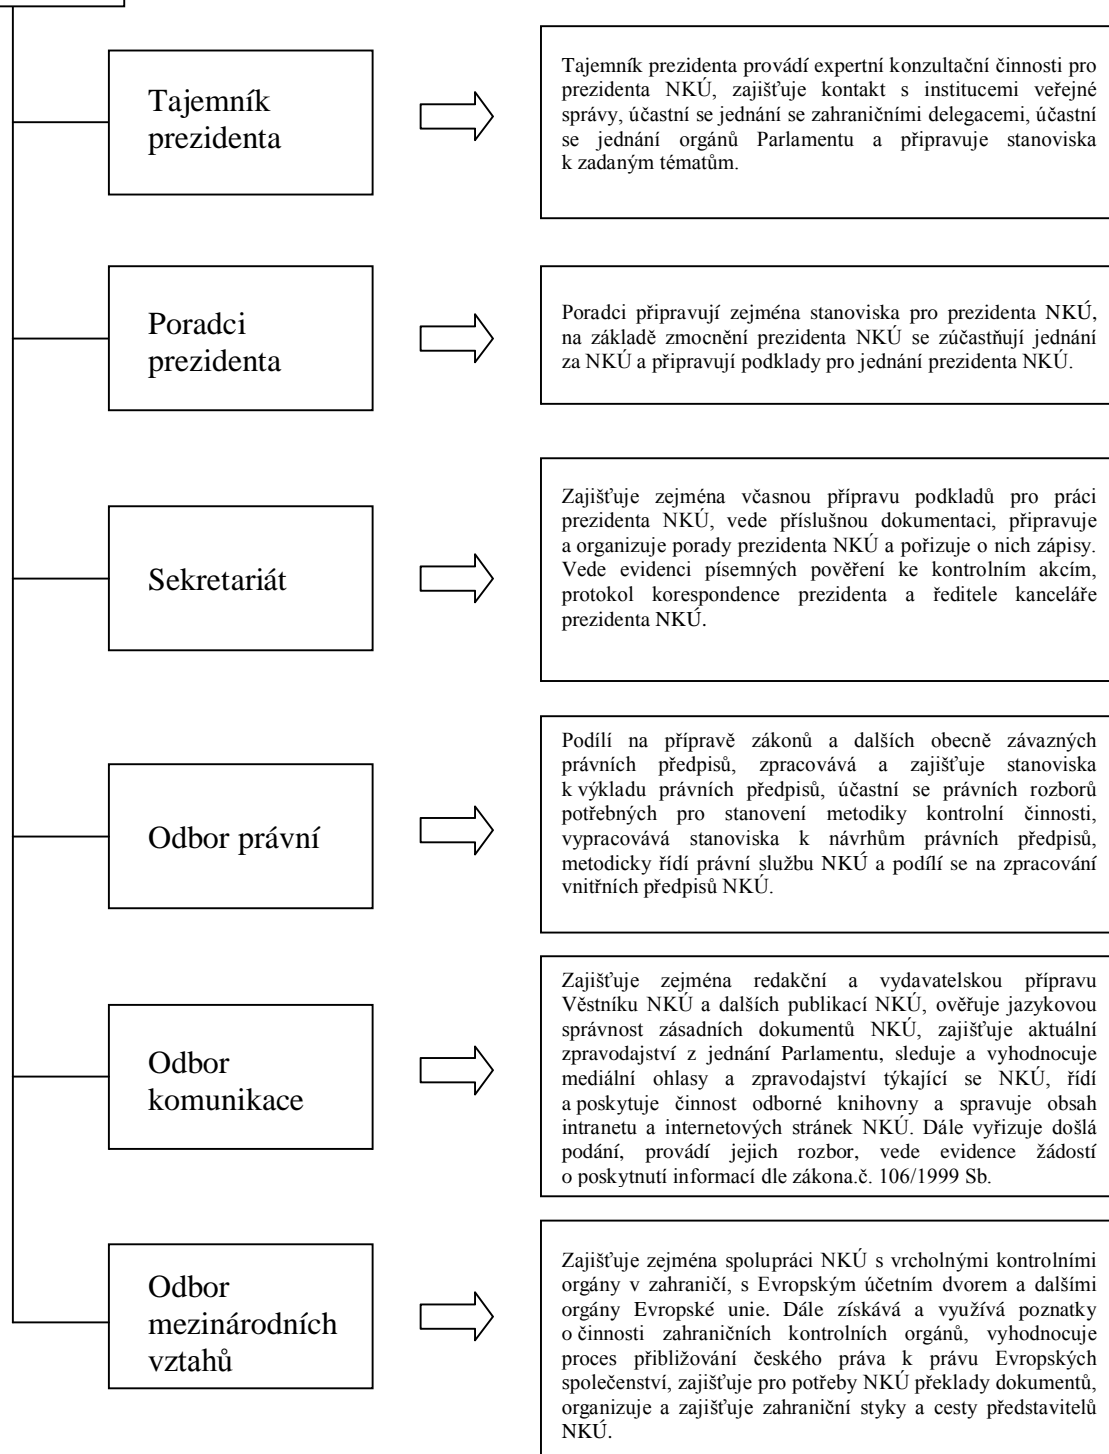 Tajemník
prezidenta
Tajemník prezidenta provádí expertní konzultační činnosti pro
prezidenta NKÚ, zajišťuje kontakt s institucemi veřejné
správy, účastní se jednání se zahraničními delegacemi, účastní
se jednání orgánů Parlamentu a připravuje stanoviska
k zadaným tématům.
Poradci
prezidenta
Poradci připravují zejména stanoviska pro prezidenta NKÚ,
na základě zmocnění prezidenta NKÚ se zúčastňují jednání
za NKÚ a připravují podklady pro jednání prezidenta NKÚ.
Sekretariát
Zajišťuje zejména včasnou přípravu podkladů pro práci
prezidenta NKÚ, vede příslušnou dokumentaci, připravuje
a organizuje porady prezidenta NKÚ a pořizuje o nich zápisy.
Vede evidenci písemných pověření ke kontrolním akcím,
protokol korespondence prezidenta a ředitele kanceláře
prezidenta NKÚ.
Odbor právní
Podílí na přípravě zákonů a dalších obecně závazných
právních předpisů, zpracovává a zajišťuje stanoviska
k výkladu právních předpisů, účastní se právních rozborů
potřebných pro stanovení metodiky kontrolní činnosti,
vypracovává stanoviska k návrhům právních předpisů,
metodicky řídí právní službu NKÚ a podílí se na zpracování
vnitřních předpisů NKÚ.
Odbor
komunikace
Zajišťuje zejména redakční a vydavatelskou přípravu
Věstníku NKÚ a dalších publikací NKÚ, ověřuje jazykovou
správnost zásadních dokumentů NKÚ, zajišťuje aktuální
zpravodajství z jednání Parlamentu, sleduje a vyhodnocuje
mediální ohlasy a zpravodajství týkající se NKÚ, řídí
a poskytuje činnost odborné knihovny a spravuje obsah
intranetu a internetových stránek NKÚ. Dále vyřizuje došlá
podání, provádí jejich rozbor, vede evidence žádostí
o poskytnutí informací dle zákona.č. 106/1999 Sb.
Odbor
mezinárodních
vztahů
Zajišťuje zejména spolupráci NKÚ s vrcholnými kontrolními
orgány v zahraničí, s Evropským účetním dvorem a dalšími
orgány Evropské unie. Dále získává a využívá poznatky
o činnosti zahraničních kontrolních orgánů, vyhodnocuje
proces přibližování českého práva k právu Evropských
společenství, zajišťuje pro potřeby NKÚ překlady dokumentů,
organizuje a zajišťuje zahraniční styky a cesty představitelů
NKÚ.